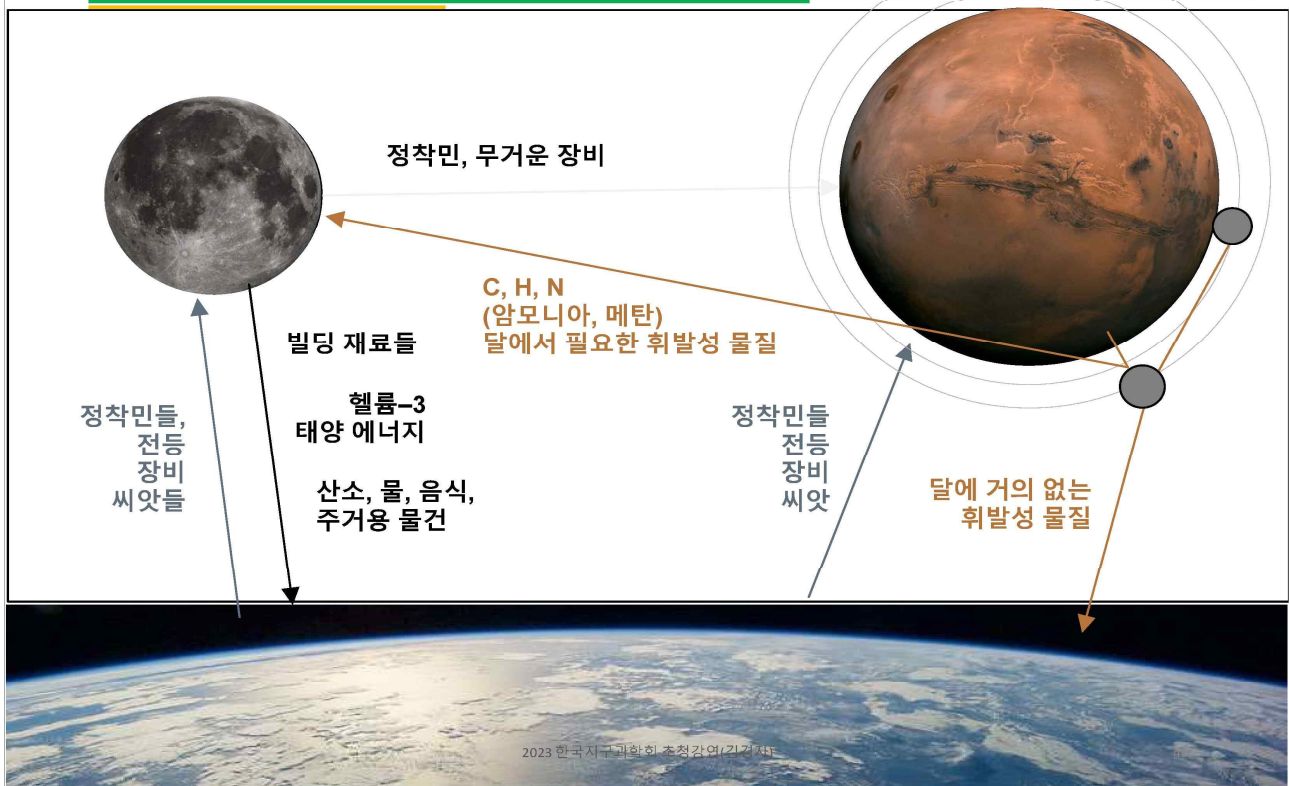 정착민, 무거운 장비
C, H, N
(암모니아, 메탄)
달에서 필요한 휘발성 물질
빌딩 재료들
헬륨–3
태양 에너지
산소, 물, 음식,
주거용 물건
정착민들,
전등
장비
씨앗들
정착민들
전등
장비
씨앗
달에 거의 없는
휘발성 물질
2023 한국지구과학회 초청강연